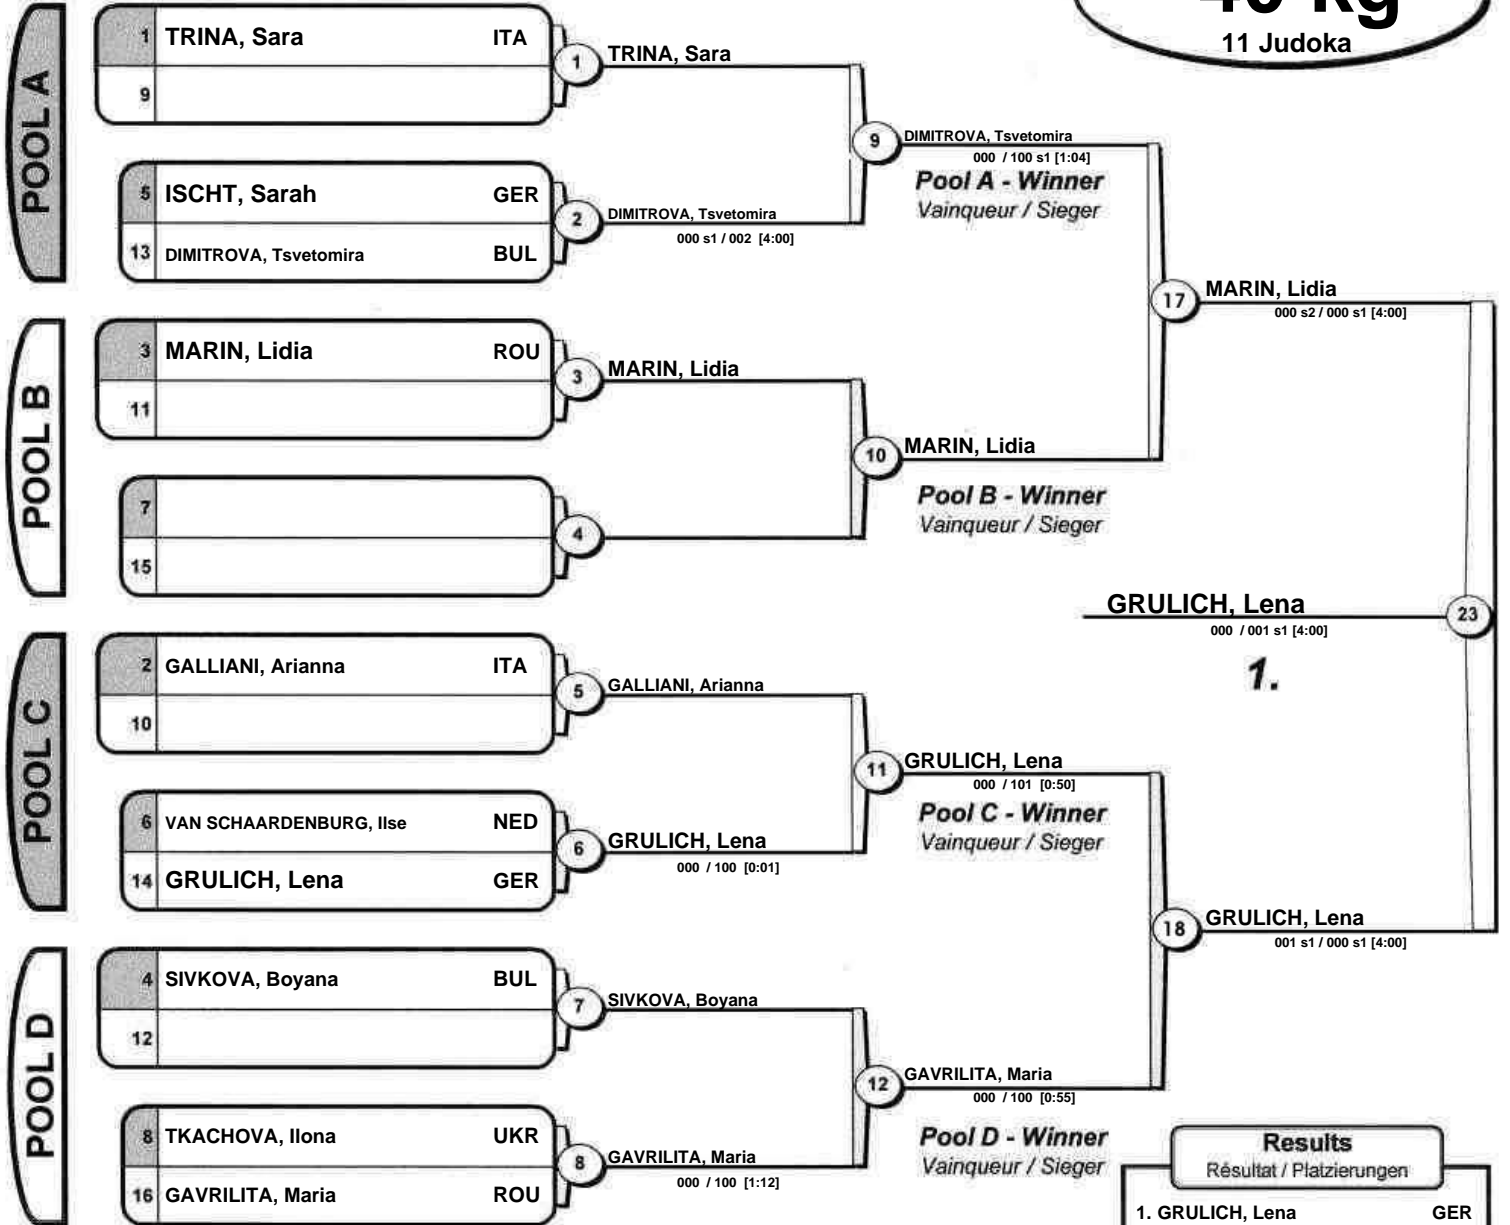 40 kg
11 Judoka
POOL A
1 TRINA, Sara ITA
9
5 ISCHT, Sarah GER
13 DIMITROVA, Tsvetomira BUL
1 TRINA, Sara
2 DIMITROVA, Tsvetomira
000 s1 / 002 [4:00]
9 DIMITROVA, Tsvetomira
000 / 100 s1 [1:04]
Pool A - Winner
Vainqueur / Sieger
POOL B
3 MARIN, Lidia ROU
11
7
15
3 MARIN, Lidia
4
10 MARIN, Lidia
Pool B - Winner
Vainqueur / Sieger
17 MARIN, Lidia
000 s2 / 000 s1 [4:00]
GRULICH, Lena 23
000 / 001 s1 [4:00]
1.
POOL C
2 GALLIANI, Arianna ITA
10
6 VAN SCHAARDENBURG, Ilse NED
14 GRULICH, Lena GER
5 GALLIANI, Arianna
6 GRULICH, Lena
000 / 100 [0:01]
11 GRULICH, Lena
000 / 101 [0:50]
Pool C - Winner
Vainqueur / Sieger
18 GRULICH, Lena
001 s1 / 000 s1 [4:00]
POOL D
4 SIVKOVA, Boyana BUL
12
8 TKACHOVA, Ilona UKR
16 GAVRILITA, Maria ROU
7 SIVKOVA, Boyana
8 GAVRILITA, Maria
000 / 100 [1:12]
12 GAVRILITA, Maria
000 / 100 [0:55]
Pool D - Winner
Vainqueur / Sieger
Results
Résultat / Platzierungen
1. GRULICH, Lena GER